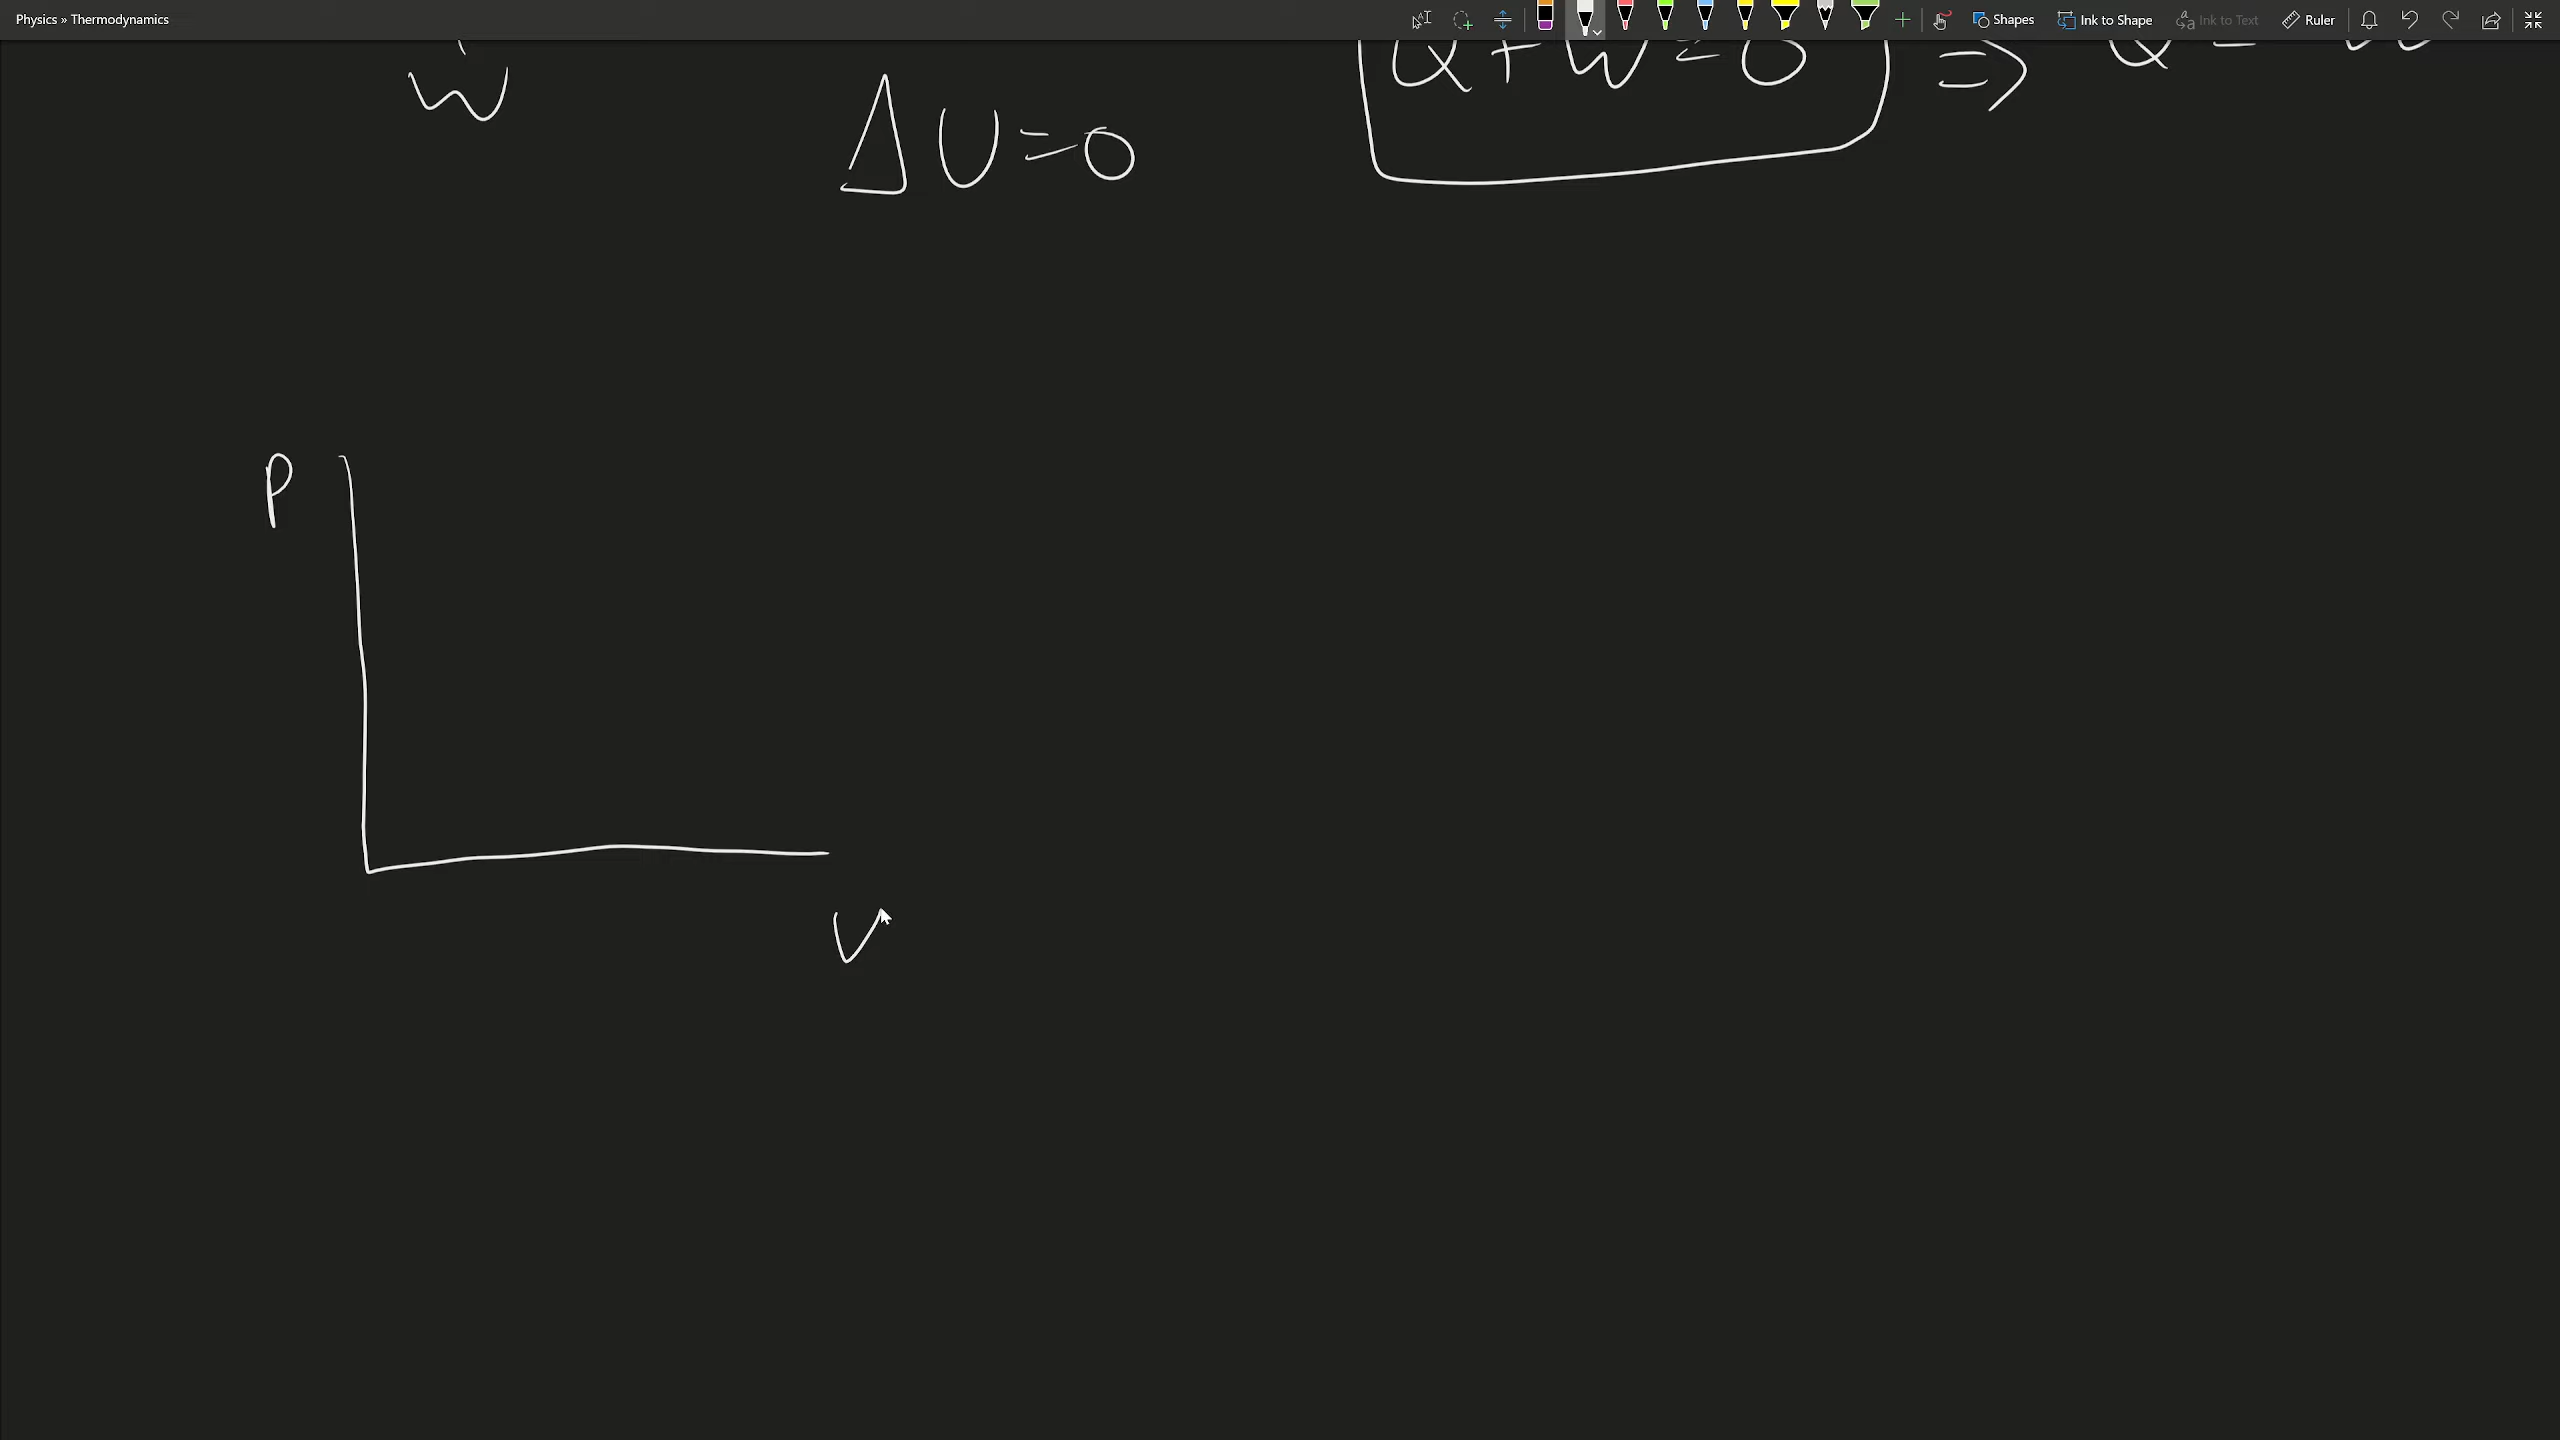 Physics » Thermodynamics
Shapes Ink to Shape Ink to Text Ruler
Q + W = 0 ⇒ Q = 
W
ΔU = 0
P
V